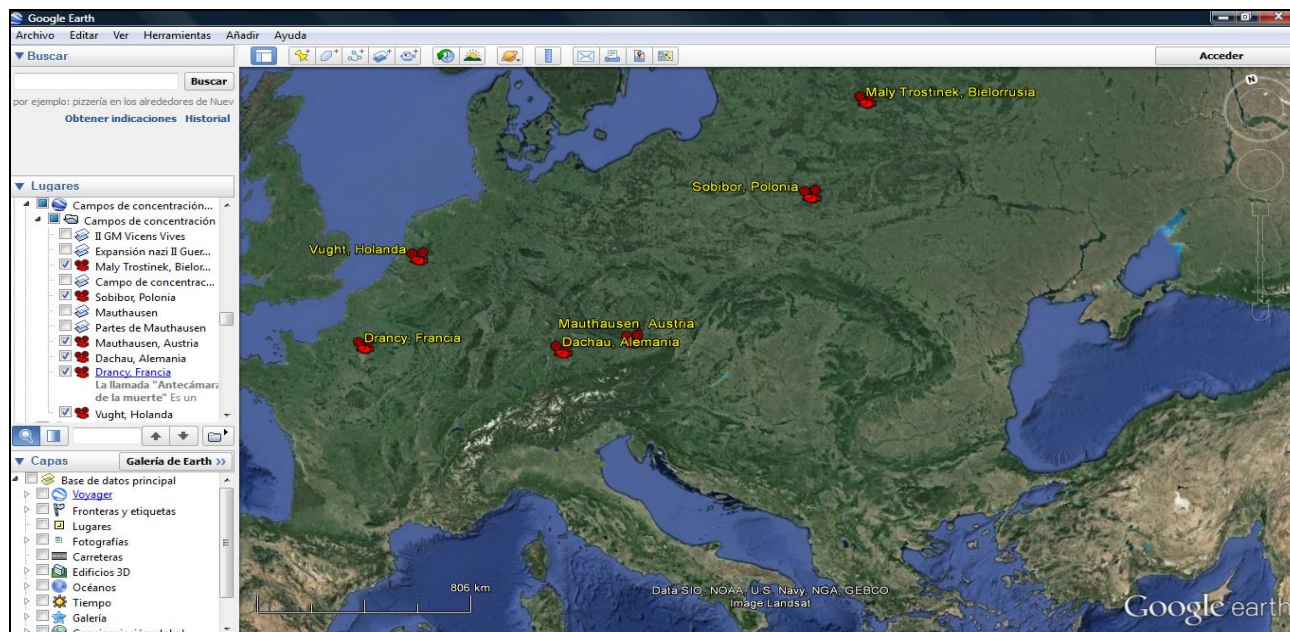 Google Earth
Archivo Editar Ver Herramientas Añadir Ayuda
Buscar
Acceder
Buscar
por ejemplo: pizzería en los alrededores de Nuev
Obtener indicaciones Historial
Lugares
Campos de concentración...
Campos de concentración
II GM Vicens Vives
Expansión nazi II Guer...
Maly Trostinek, Bielor...
Campo de concentrac...
Sobibor, Polonia
Mauthausen
Partes de Mauthausen
Mauthausen, Austria
Dachau, Alemania
Drancy, Francia
La llamada "Antecámara
de la muerte" Es un
Vught, Holanda
Capas
Galería de Earth >>
Base de datos principal
Voyager
Fronteras y etiquetas
Lugares
Fotografías
Carreteras
Edificios 3D
Océanos
Tiempo
Galería
Concienciación global
N
Maly Trostinek, Bielorrusia
Sobibor, Polonia
Vught, Holanda
Mauthausen, Austria
Drancy, Francia
Dachau, Alemania
806 km
Data SIO, NOAA, U.S. Navy, NGA, GEBCO
Image Landsat
Google earth